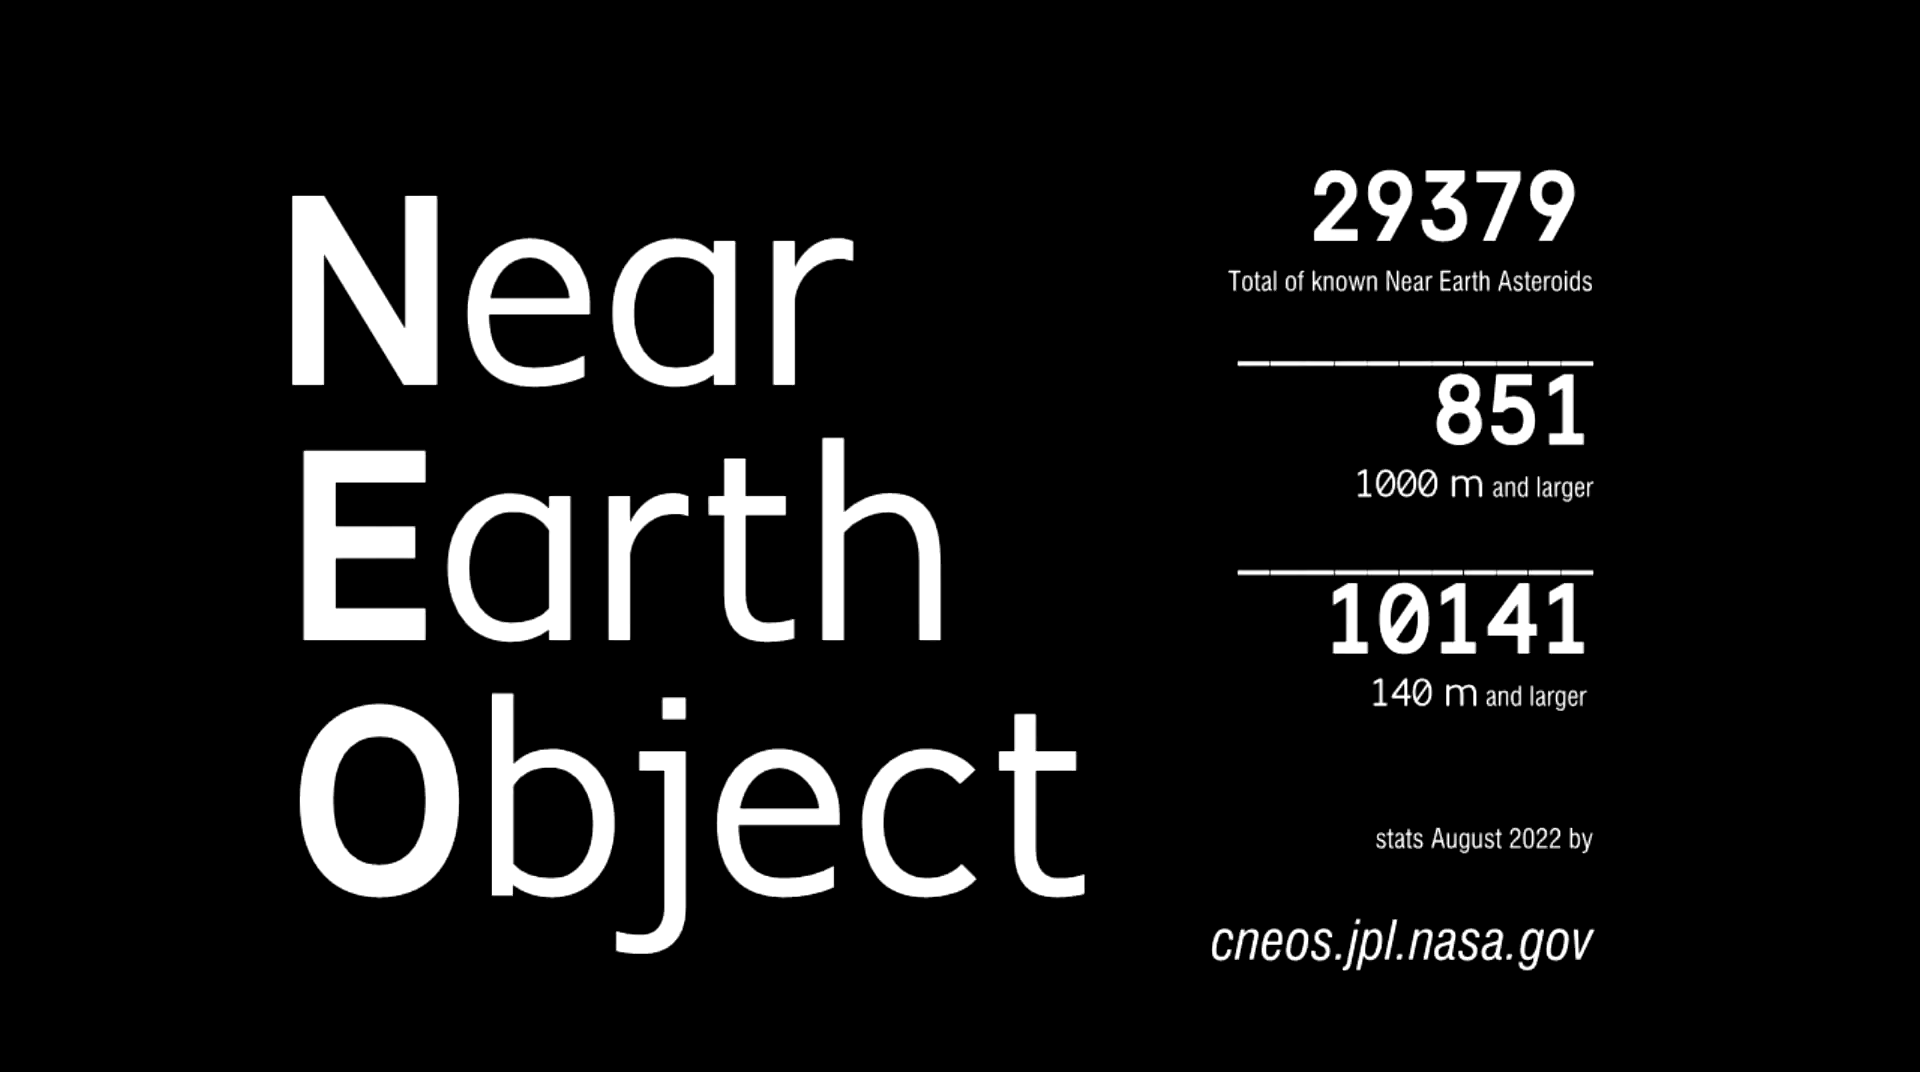 Near
Earth
Object
29379
Total of known Near Earth Asteroids
851
1000 m and larger
10141
140 m and larger
stats August 2022 by
cneos.jpl.nasa.gov